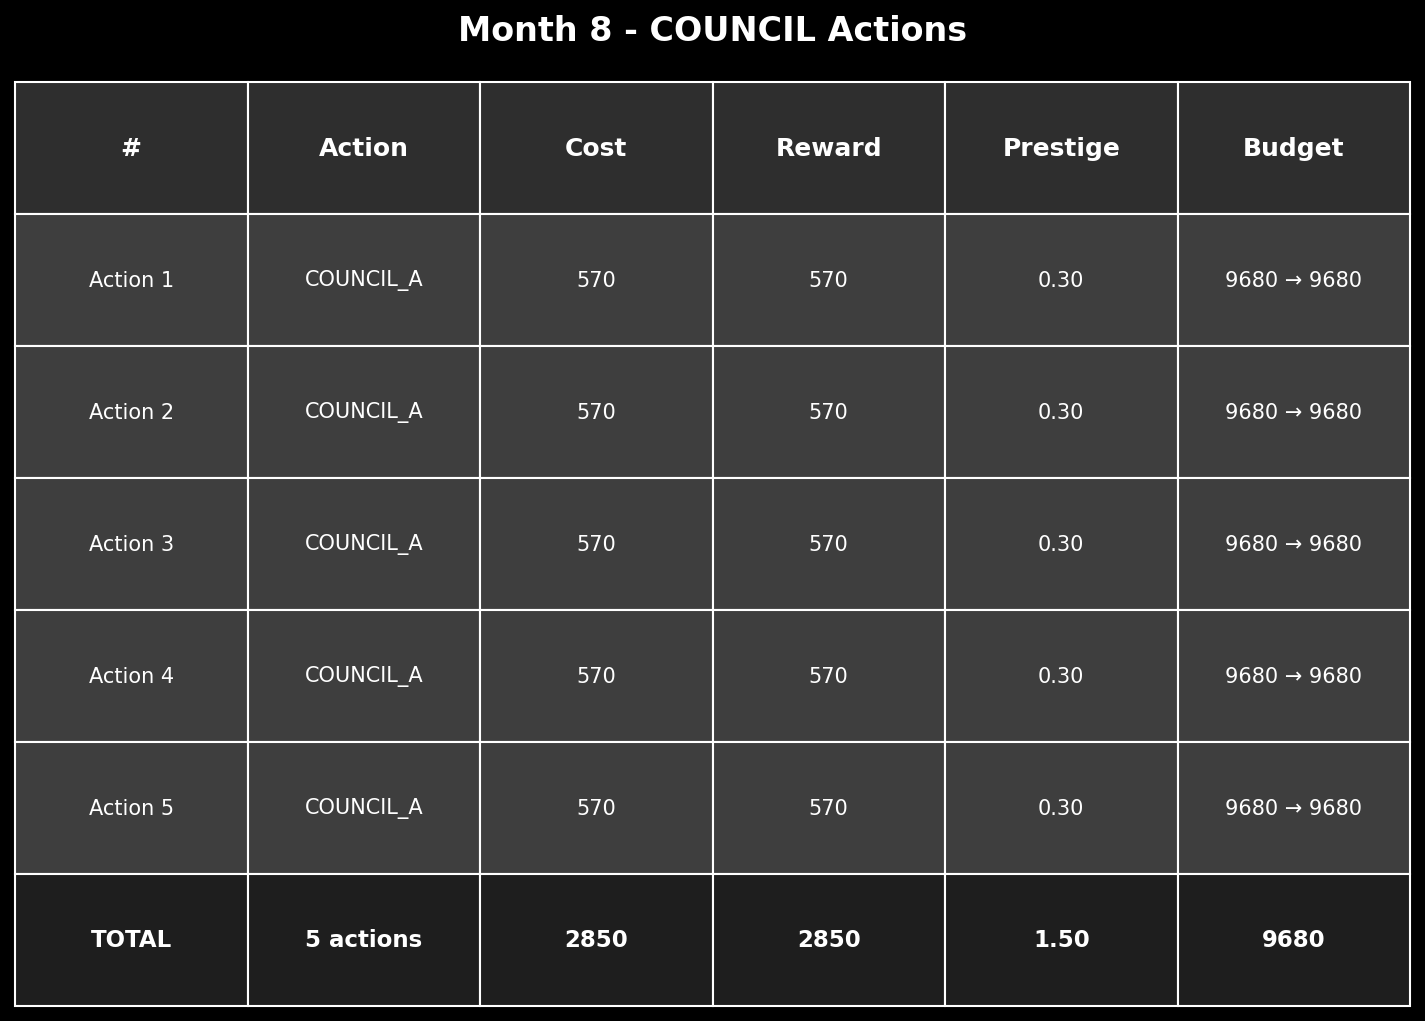 Month 8 - COUNCIL Actions
# Action Cost Reward Prestige Budget
Action 1 COUNCIL_A 570 570 0.30 9680 → 9680
Action 2 COUNCIL_A 570 570 0.30 9680 → 9680
Action 3 COUNCIL_A 570 570 0.30 9680 → 9680
Action 4 COUNCIL_A 570 570 0.30 9680 → 9680
Action 5 COUNCIL_A 570 570 0.30 9680 → 9680
TOTAL 5 actions 2850 2850 1.50 9680